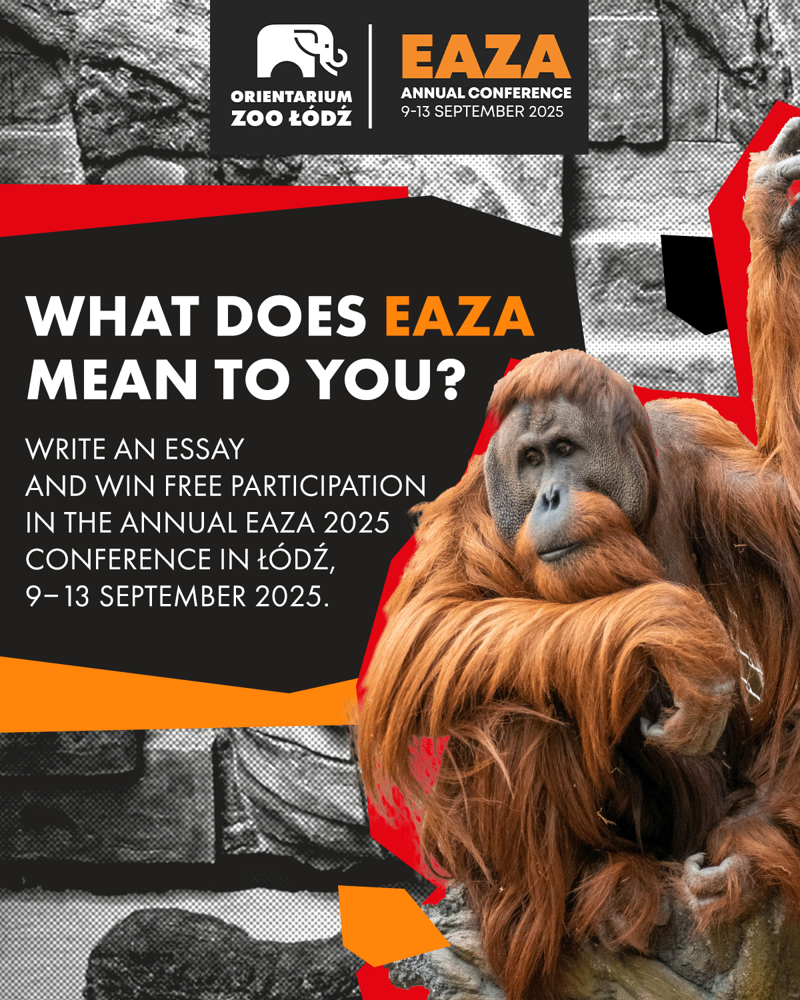 ORIENTARIUM
ZOO ŁÓDŹ
EAZA
ANNUAL CONFERENCE
9-13 SEPTEMBER 2025
WHAT DOES EAZA
MEAN TO YOU?
WRITE AN ESSAY
AND WIN FREE PARTICIPATION
IN THE ANNUAL EAZA 2025
CONFERENCE IN ŁÓDŹ,
9–13 SEPTEMBER 2025.